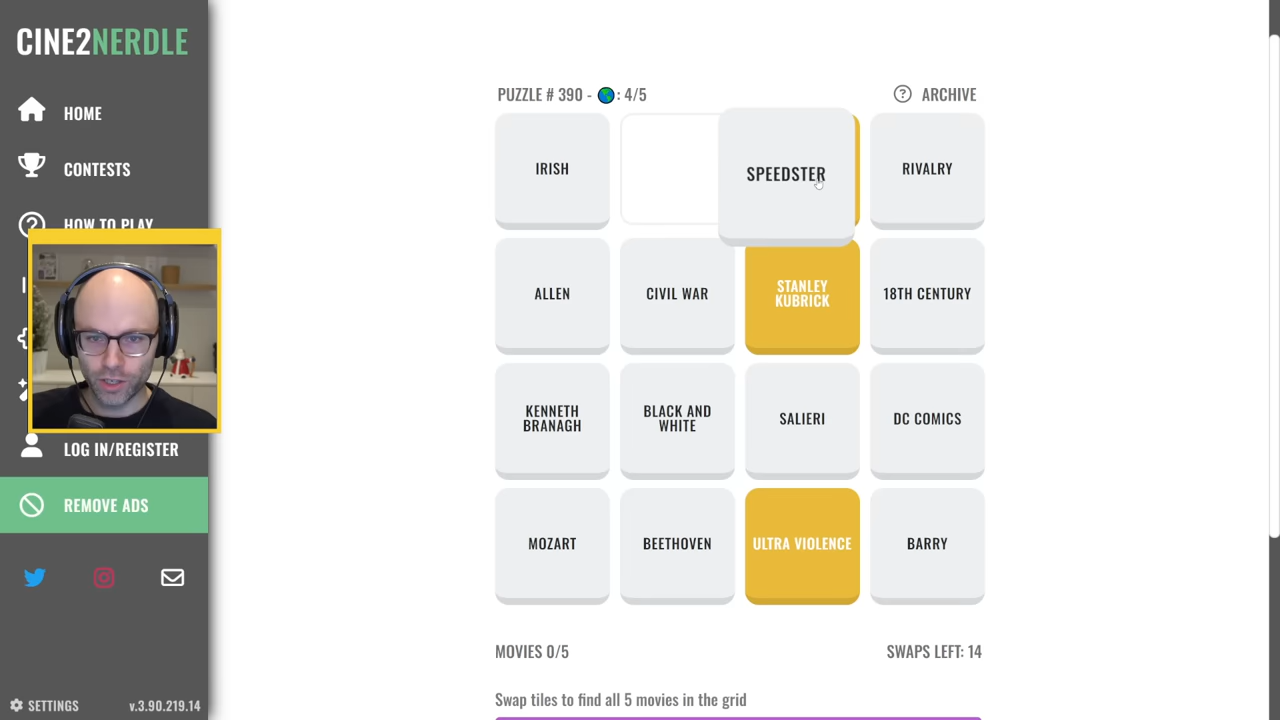 CINE2NERDLE
HOME
CONTESTS
HOW TO PLAY
LOG IN/REGISTER
REMOVE ADS
SETTINGS
v.3.90.219.14
PUZZLE # 390 - 🌎: 4/5
ARCHIVE
IRISH
SPEEDSTER
RIVALRY
ALLEN
CIVIL WAR
STANLEY
KUBRICK
18TH CENTURY
KENNETH
BRANAGH
BLACK AND
WHITE
SALIERI
DC COMICS
MOZART
BEETHOVEN
ULTRA VIOLENCE
BARRY
MOVIES 0/5
SWAPS LEFT: 14
Swap tiles to find all 5 movies in the grid